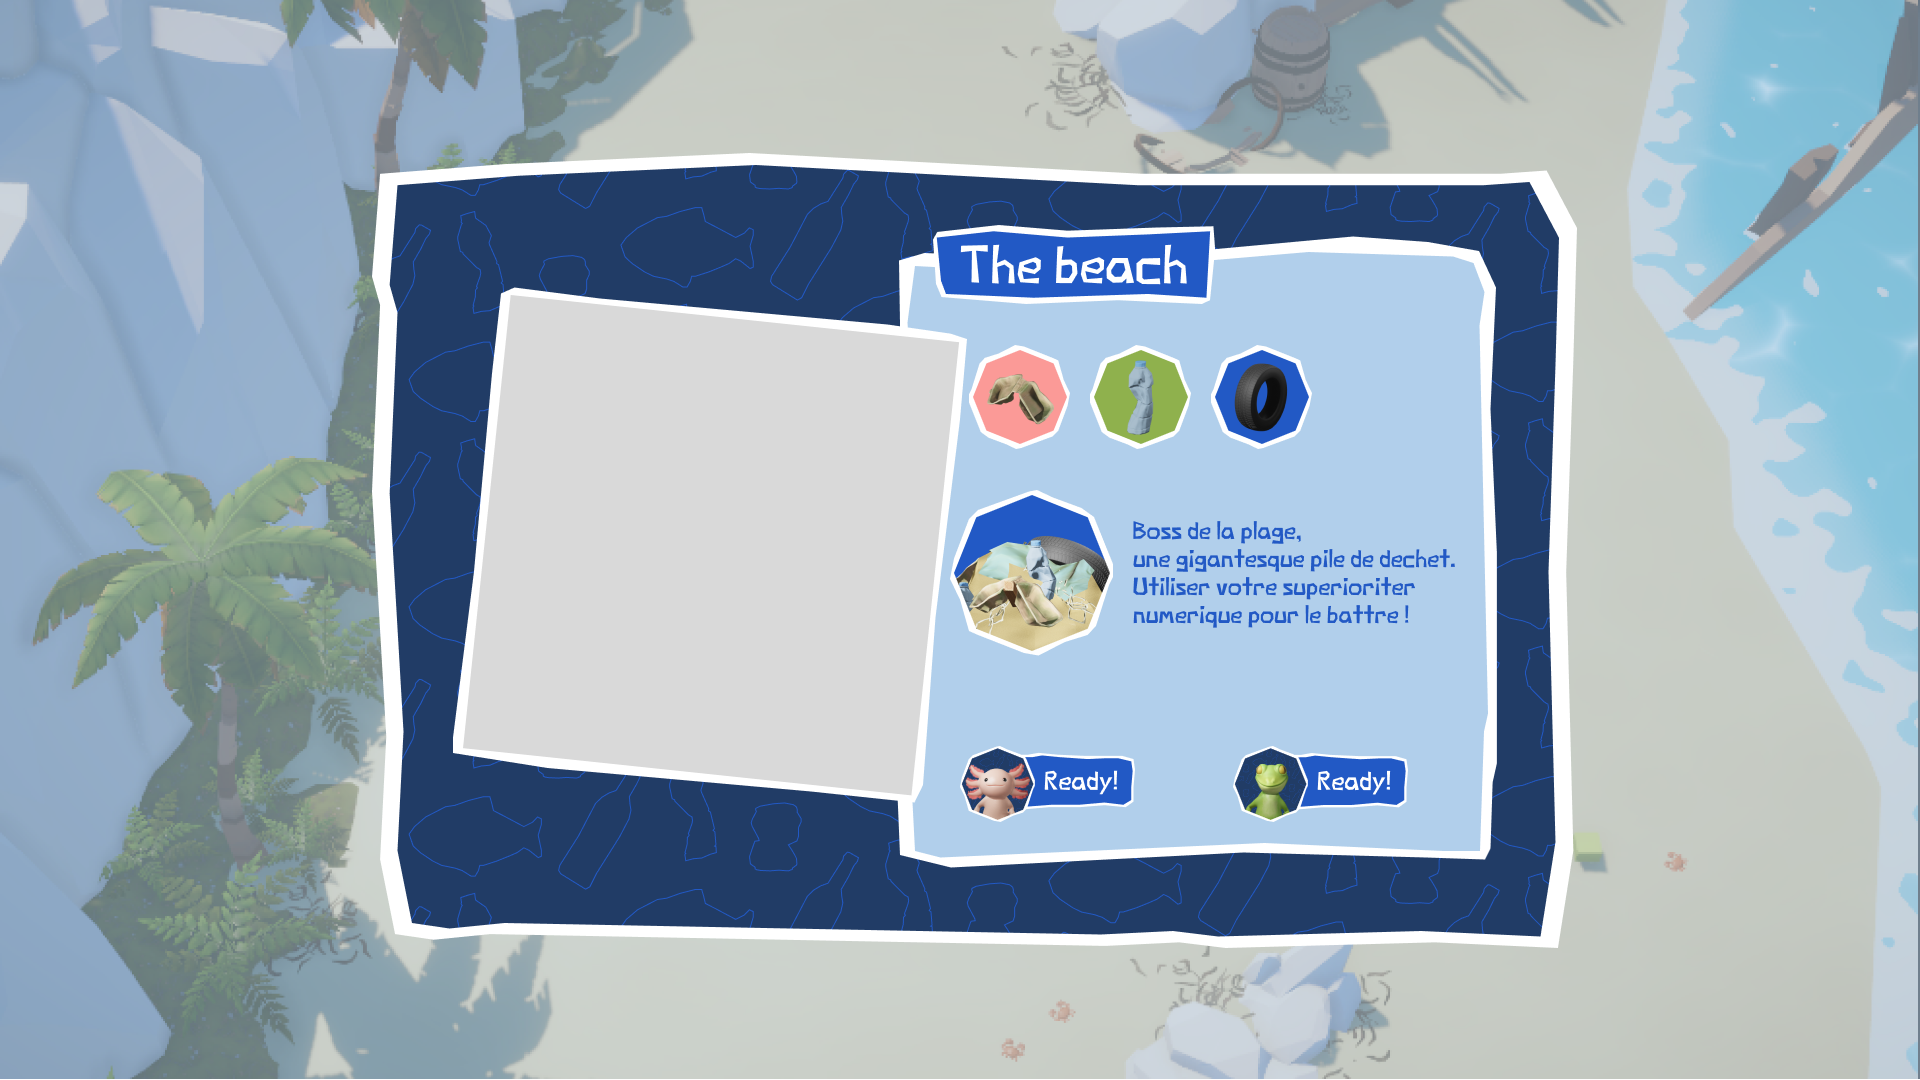 The beach
Boss de la plage,
une gigantesque pile de dechet.
Utiliser votre superioriter
numerique pour le battre !
Ready!
Ready!